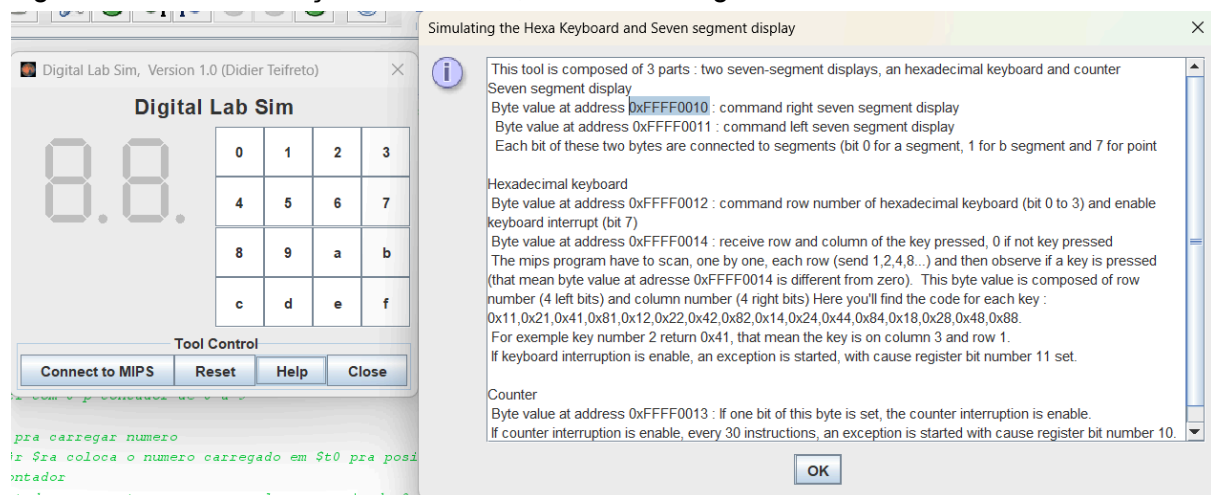 Simulating the Hexa Keyboard and Seven segment display
Digital Lab Sim, Version 1.0 (Didier Teifreto)
Digital Lab Sim
0 1 2 3
4 5 6 7
8 9 a b
c d e f
Tool Control
Connect to MIPS Reset Help Close
pra carregar numero
$ra coloca o numero carregado em $t0 pra posi
This tool is composed of 3 parts : two seven-segment displays, an hexadecimal keyboard and counter
Seven segment display
Byte value at address 0xFFFF0010 : command right seven segment display
Byte value at address 0xFFFF0011 : command left seven segment display
Each bit of these two bytes are connected to segments (bit 0 for a segment, 1 for b segment and 7 for point
Hexadecimal keyboard
Byte value at address 0xFFFF0012 : command row number of hexadecimal keyboard (bit 0 to 3) and enable
keyboard interrupt (bit 7)
Byte value at address 0xFFFF0014 : receive row and column of the key pressed, 0 if not key pressed
The mips program have to scan, one by one, each row (send 1,2,4,8...) and then observe if a key is pressed
(that mean byte value at adresse 0xFFFF0014 is different from zero).  This byte value is composed of row
number (4 left bits) and column number (4 right bits) Here you'll find the code for each key :
0x11,0x21,0x41,0x81,0x12,0x22,0x42,0x82,0x14,0x24,0x44,0x84,0x18,0x28,0x48,0x88.
For exemple key number 2 return 0x41, that mean the key is on column 3 and row 1.
If keyboard interruption is enable, an exception is started, with cause register bit number 11 set.
Counter
Byte value at address 0xFFFF0013 : If one bit of this byte is set, the counter interruption is enable.
If counter interruption is enable, every 30 instructions, an exception is started with cause register bit number 10.
OK